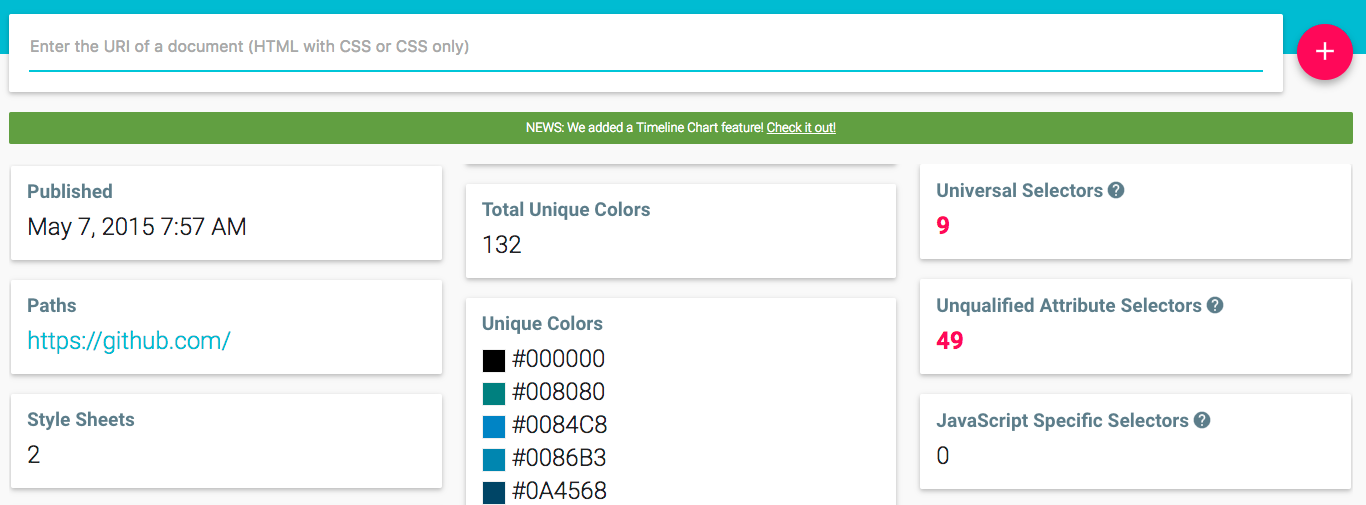 Enter the URI of a document (HTML with CSS or CSS only)
+
NEWS: We added a Timeline Chart feature! Check it out!
Published
May 7, 2015 7:57 AM
Paths
https://github.com/
Style Sheets
2
Total Unique Colors
132
Unique Colors
#000000
#008080
#0084C8
#0086B3
#0A4568
Universal Selectors ?
9
Unqualified Attribute Selectors ?
49
JavaScript Specific Selectors ?
0